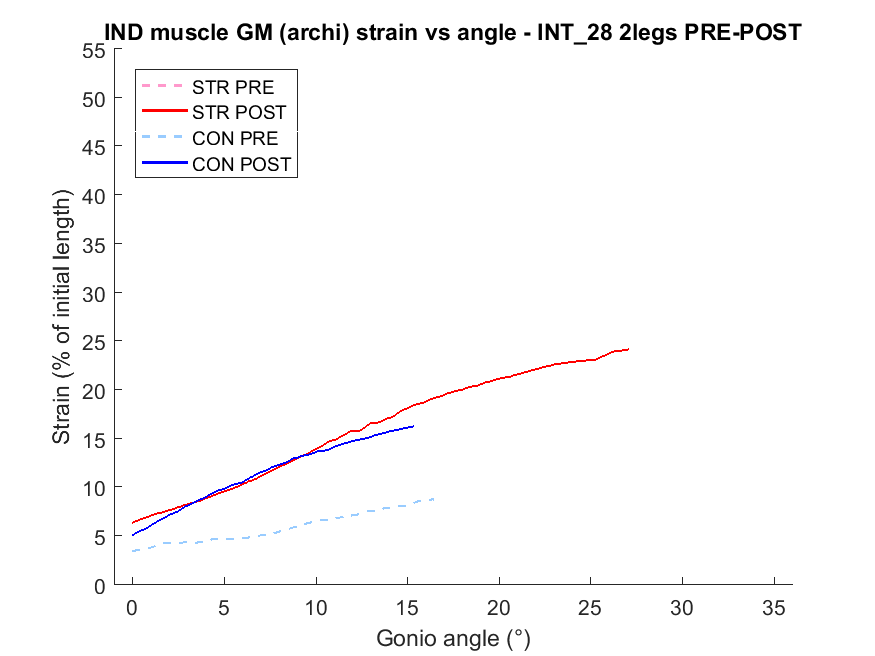 IND muscle GM (archi) strain vs angle - INT_28 2legs PRE-POST
55
50
45
40
35
30
25
20
15
10
5
0
Strain (% of initial length)
STR PRE
STR POST
CON PRE
CON POST
0 5 10 15 20 25 30 35
Gonio angle (°)